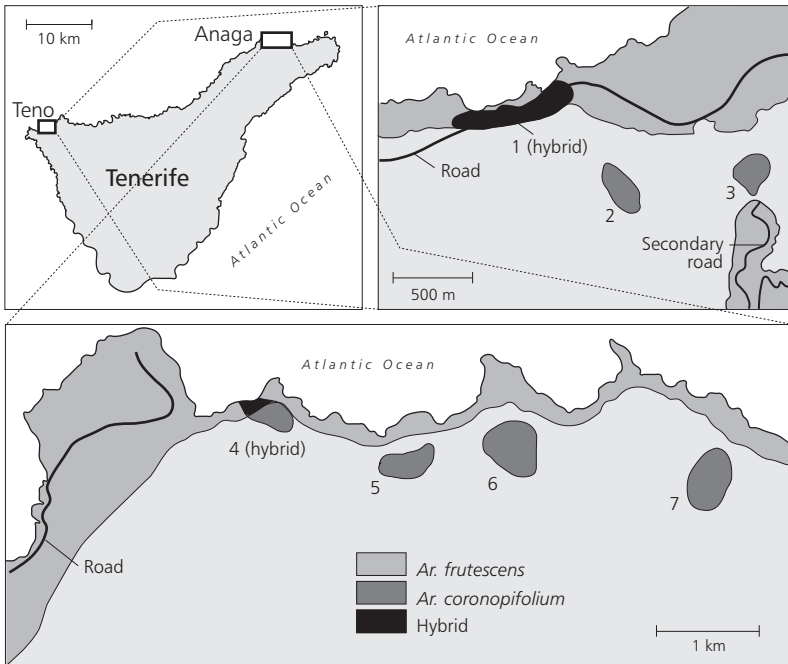 10 km
Anaga
Teno
Tenerife
Atlantic Ocean
Atlantic Ocean
1 (hybrid)
Road
2
3
Secondary
road
500 m
Atlantic Ocean
4 (hybrid)
5
6
7
Road
Ar. frutescens
Ar. coronopifolium
Hybrid
1 km